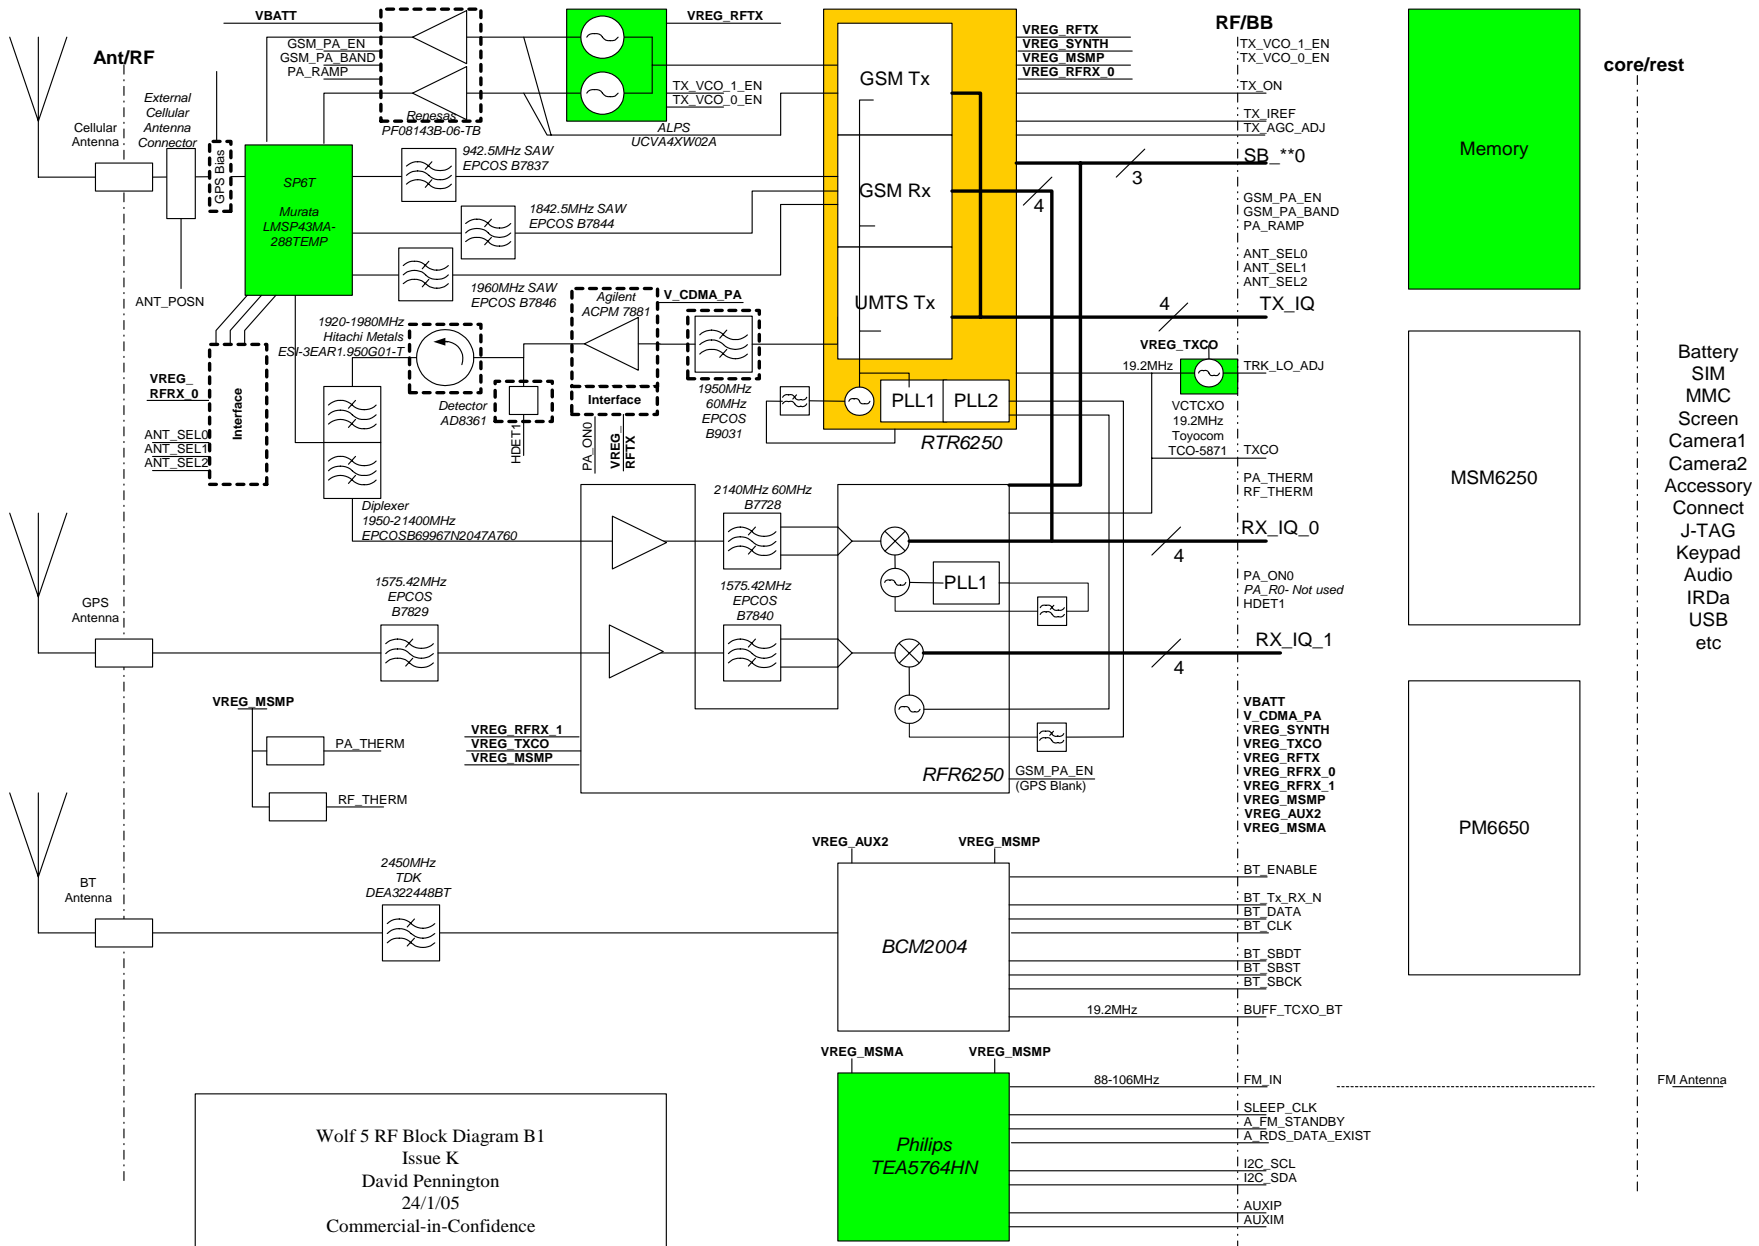 Ant/RF
RF/BB
core/rest
VBATT
GSM_PA_EN
GSM_PA_BAND
PA_RAMP
Renesas
PF08143B-06-TB
VREG_RFTX
TX_VCO_1_EN
TX_VCO_0_EN
ALPS
UCVA4XW02A
Cellular
Antenna
External
Cellular
Antenna
Connector
GPS Bias
ANT_POSN
SP6T
Murata
LMSP43MA-
288TEMP
942.5MHz SAW
EPCOS B7837
1842.5MHz SAW
EPCOS B7844
1960MHz SAW
EPCOS B7846
GSM Tx
GSM Rx
UMTS Tx
PLL1
PLL2
RTR6250
VREG_RFTX
VREG_SYNTH
VREG_MSMP
VREG_RFRX_0
TX_VCO_1_EN
TX_VCO_0_EN
TX_ON
TX_IREF
TX_AGC_ADJ
SB_**0
3
4
GSM_PA_EN
GSM_PA_BAND
PA_RAMP
ANT_SEL0
ANT_SEL1
ANT_SEL2
TX_IQ
4
1920-1980MHz
Hitachi Metals
ESI-3EAR1.950G01-T
Agilent
ACPM 7881
V_CDMA_PA
Interface
PA_ON0
VREG_
RFTX
1950MHz
60MHz
EPCOS
B9031
Detector
AD8361
HDET1
VREG_
RFRX_0
ANT_SEL0
ANT_SEL1
ANT_SEL2
Interface
Diplexer
1950-21400MHz
EPCOSB69967N2047A760
VREG_TXCO
19.2MHz
TRK_LO_ADJ
VCTCXO
19.2MHz
Toyocom
TCO-5871
TXCO
PA_THERM
RF_THERM
2140MHz 60MHz
B7728
RX_IQ_0
4
PLL1
PA_ON0
PA_R0- Not used
HDET1
GPS
Antenna
1575.42MHz
EPCOS
B7829
1575.42MHz
EPCOS
B7840
RX_IQ_1
4
VREG_MSMP
PA_THERM
RF_THERM
VREG_RFRX_1
VREG_TXCO
VREG_MSMP
RFR6250
GSM_PA_EN
(GPS Blank)
VBATT
V_CDMA_PA
VREG_SYNTH
VREG_TXCO
VREG_RFTX
VREG_RFRX_0
VREG_RFRX_1
VREG_MSMP
VREG_AUX2
VREG_MSMA
BT
Antenna
2450MHz
TDK
DEA322448BT
VREG_AUX2
VREG_MSMP
BCM2004
BT_ENABLE
BT_Tx_RX_N
BT_DATA
BT_CLK
BT_SBDT
BT_SBST
BT_SBCK
19.2MHz
BUFF_TCXO_BT
VREG_MSMA
VREG_MSMP
Philips
TEA5764HN
88-106MHz
FM_IN
FM Antenna
SLEEP_CLK
A_FM_STANDBY
A_RDS_DATA_EXIST
I2C_SCL
I2C_SDA
AUXIP
AUXIM
Memory
MSM6250
PM6650
Battery
SIM
MMC
Screen
Camera1
Camera2
Accessory
Connect
J-TAG
Keypad
Audio
IRDa
USB
etc
Wolf 5 RF Block Diagram B1
Issue K
David Pennington
24/1/05
Commercial-in-Confidence